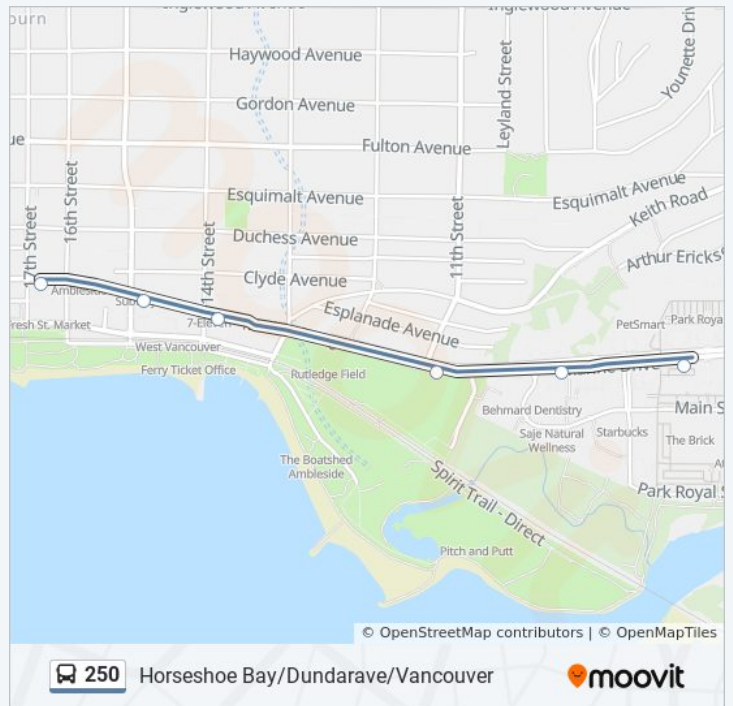 Haywood Avenue
Gordon Avenue
Fulton Avenue
Leyland Street
Esquimalt Avenue
Esquimalt Avenue
Keith Road
16th Street
17th Street
14th Street
11th Street
Duchess Avenue
Clyde Avenue
Esplanade Avenue
Ambleside
7-Eleven
West Vancouver
Ferry Ticket Office
Rutledge Field
PetSmart
Behmard Dentistry
Saje Natural
Wellness
Starbucks
The Brick
The Boatshed
Ambleside
Spirit Trail - Direct
Pitch and Putt
© OpenStreetMap contributors | © OpenMapTiles
250 Horseshoe Bay/Dundarave/Vancouver
moovit